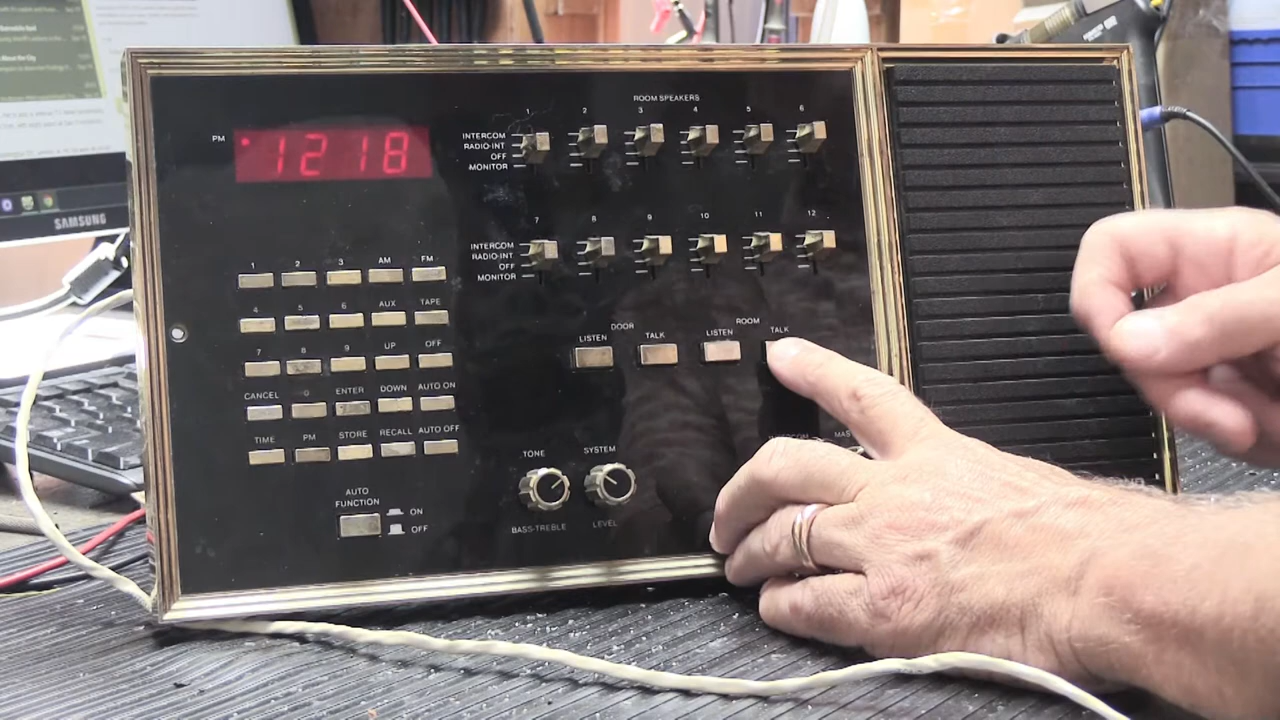 SAMSUNG
PM
1218
ROOM SPEAKERS
1 2 3 4 5 6
INTERCOM
RADIO-INT
OFF
MONITOR
7 8 9 10 11 12
INTERCOM
RADIO-INT
OFF
MONITOR
1 2 3 AM FM
4 5 6 AUX TAPE
7 8 9 UP OFF
CANCEL 0 ENTER DOWN AUTO ON
TIME PM STORE RECALL AUTO OFF
DOOR
LISTEN TALK
ROOM
LISTEN TALK
AUTO
FUNCTION
ON
OFF
TONE
BASS-TREBLE
SYSTEM
LEVEL